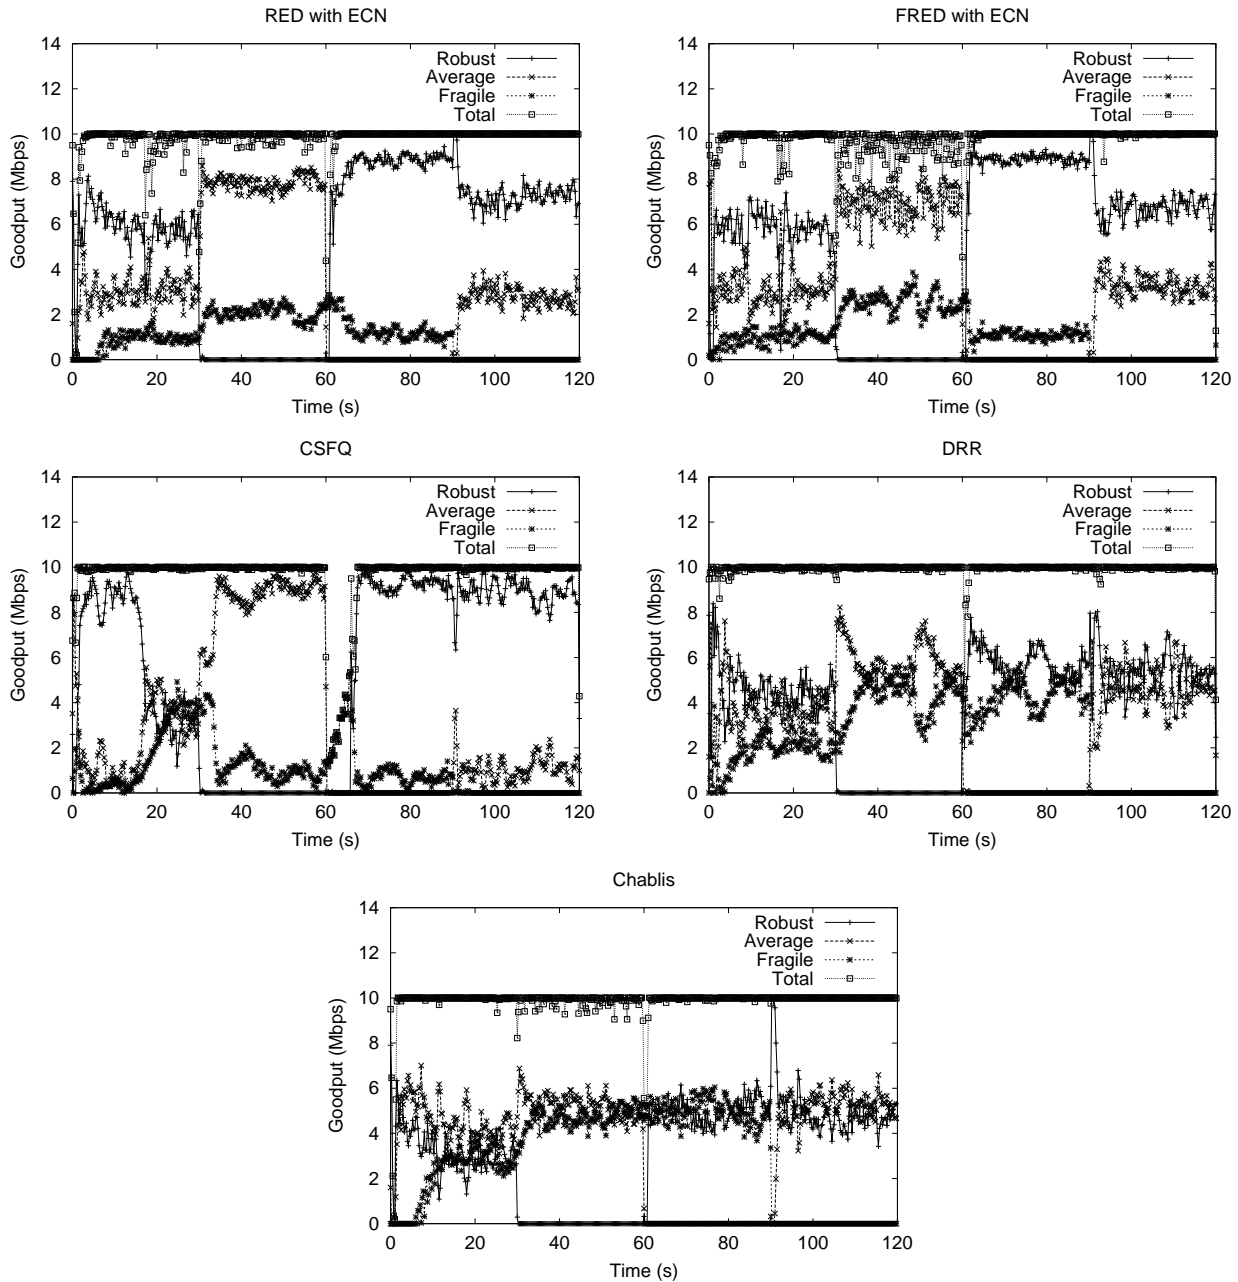 RED with ECN
14
12
10
8
6
4
2
0
Goodput (Mbps)
Robust
Average
Fragile
Total
0 20 40 60 80 100 120
Time (s)
FRED with ECN
14
12
10
8
6
4
2
0
Goodput (Mbps)
Robust
Average
Fragile
Total
0 20 40 60 80 100 120
Time (s)
CSFQ
14
12
10
8
6
4
2
0
Goodput (Mbps)
Robust
Average
Fragile
Total
0 20 40 60 80 100 120
Time (s)
DRR
14
12
10
8
6
4
2
0
Goodput (Mbps)
Robust
Average
Fragile
Total
0 20 40 60 80 100 120
Time (s)
Chablis
14
12
10
8
6
4
2
0
Goodput (Mbps)
Robust
Average
Fragile
Total
0 20 40 60 80 100 120
Time (s)